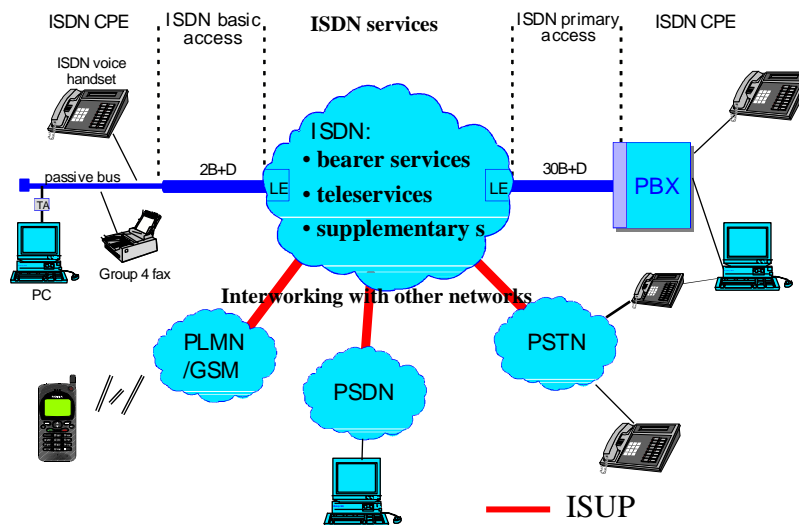 ISDN CPE
ISDN basic
access
ISDN services
ISDN primary
access
ISDN CPE
ISDN voice
handset
ISDN:
• bearer services
• teleservices
• supplementary s
passive bus
2B+D
LE
LE
30B+D
PBX
TA
PC
Group 4 fax
Interworking with other networks
PLMN
/GSM
PSDN
PSTN
ISUP